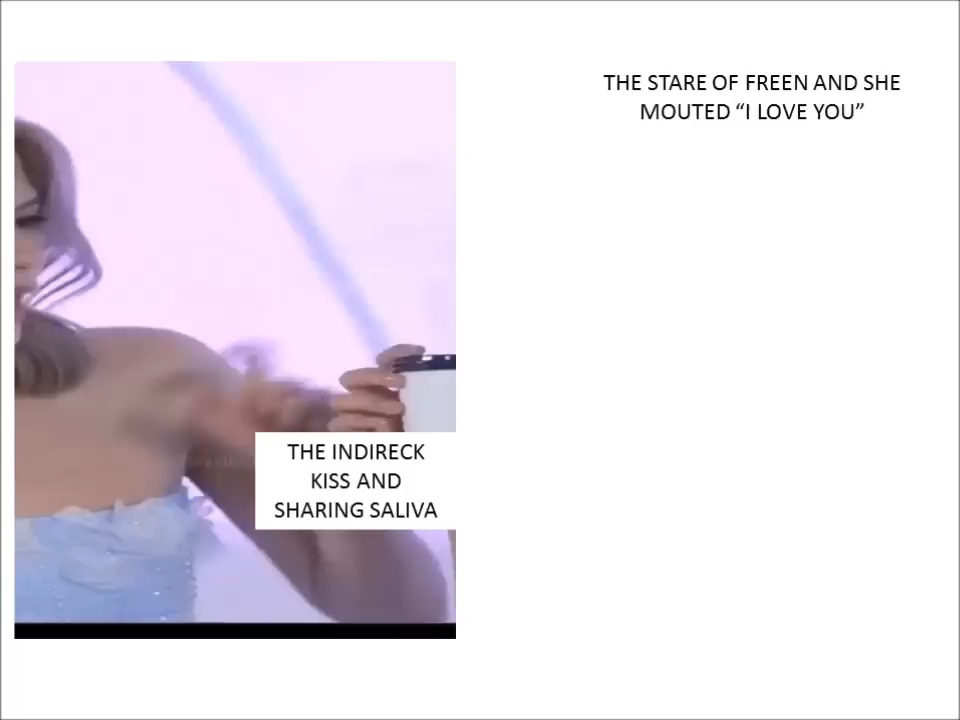 THE STARE OF FREEN AND SHE
MOUTED “I LOVE YOU”
THE INDIRECK
KISS AND
SHARING SALIVA